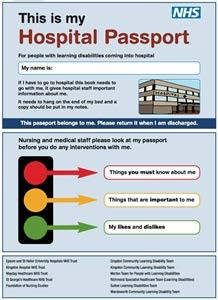 This is my
NHS
Hospital Passport
For people with learning disabilities coming into hospital
My name is:
If I have to go to hospital this book needs to
go with me, it gives hospital staff important
information about me.
It needs to hang on the end of my bed and a
copy should be put in my notes.
HOSPITAL
This passport belongs to me. Please return it when I am discharged.
Nursing and medical staff please look at my passport
before you do any interventions with me.
Things you must know about me
Things that are important to me
My likes and dislikes
Epsom and St Helier University Hospitals NHS Trust
Kingston Hospital NHS Trust
Mayday Healthcare NHS Trust
St George's Healthcare NHS Trust
Foundation of Nursing Studies
Croydon Community Learning Disability Team
Kingston Community Learning Disability Team
Merton Team for People with Learning Disabilities
Richmond Specialist Healthcare Team (Learning Disabilities)
Sutton Learning Disabilities Team
Wandsworth Community Learning Disability Team